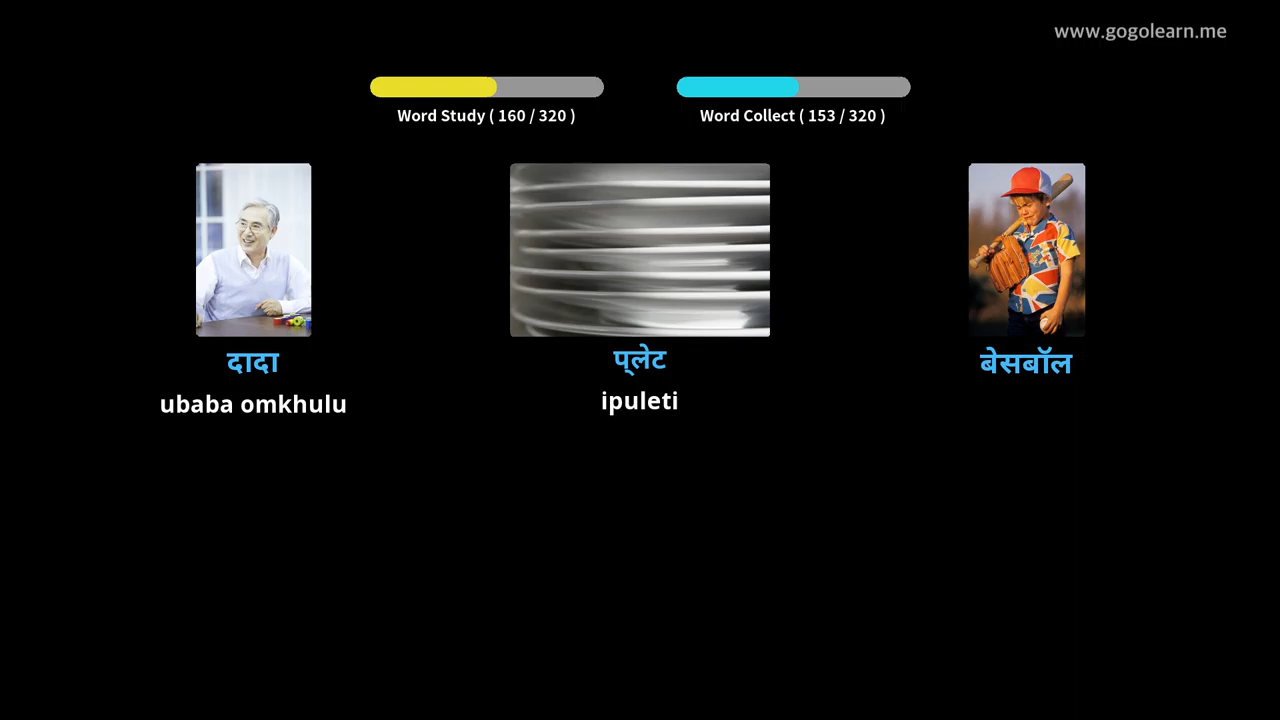 www.gogolearn.me
Word Study ( 160 / 320 )
Word Collect ( 153 / 320 )
दादा
ubaba omkhulu
प्लेट
ipuleti
बेसबॉल